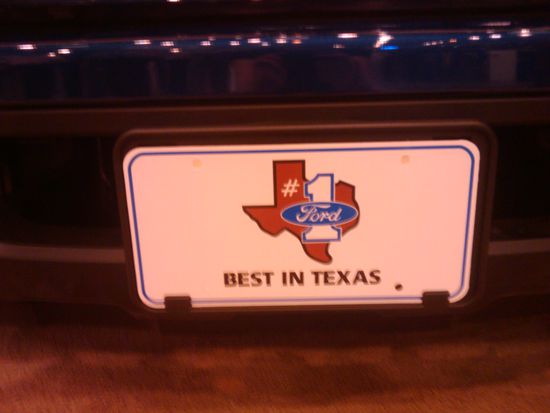 # 1
Ford
BEST IN TEXAS